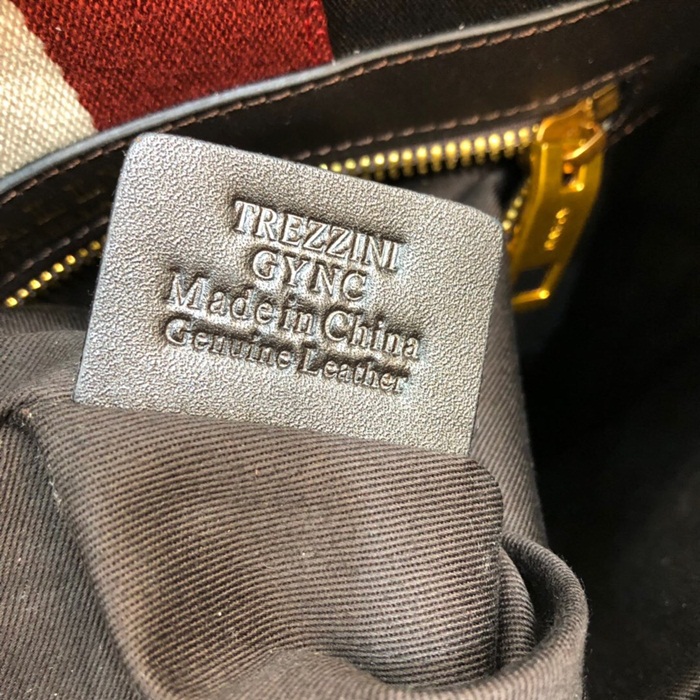 TREZZINI
GYNC
Made in China
Genuine Leather